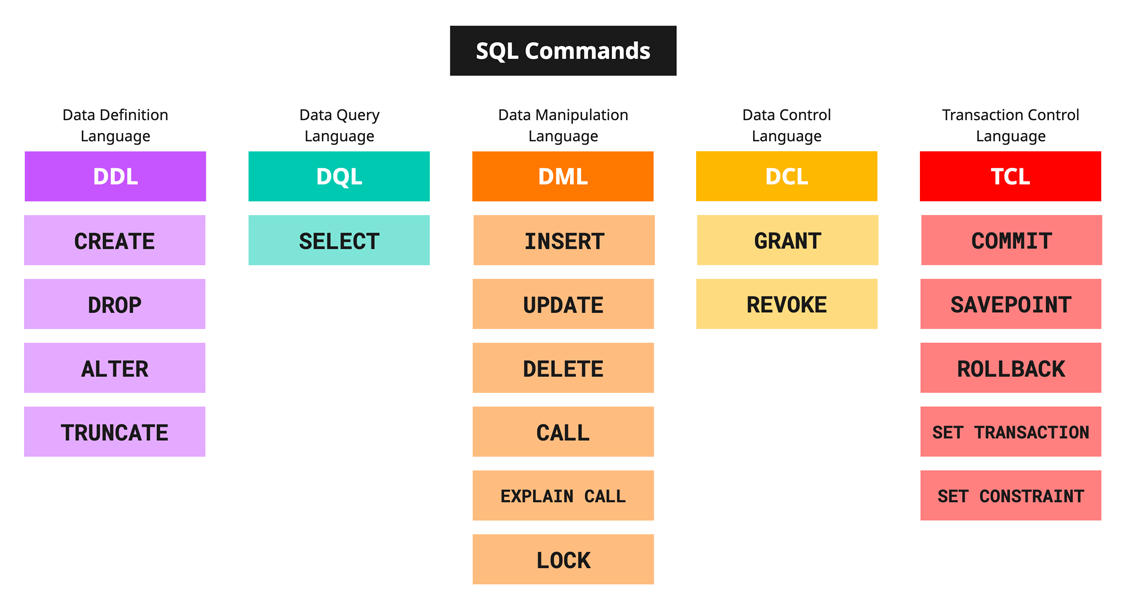 SQL Commands
Data Definition
Language
DDL
CREATE
DROP
ALTER
TRUNCATE
Data Query
Language
DQL
SELECT
Data Manipulation
Language
DML
INSERT
UPDATE
DELETE
CALL
EXPLAIN CALL
LOCK
Data Control
Language
DCL
GRANT
REVOKE
Transaction Control
Language
TCL
COMMIT
SAVEPOINT
ROLLBACK
SET TRANSACTION
SET CONSTRAINT